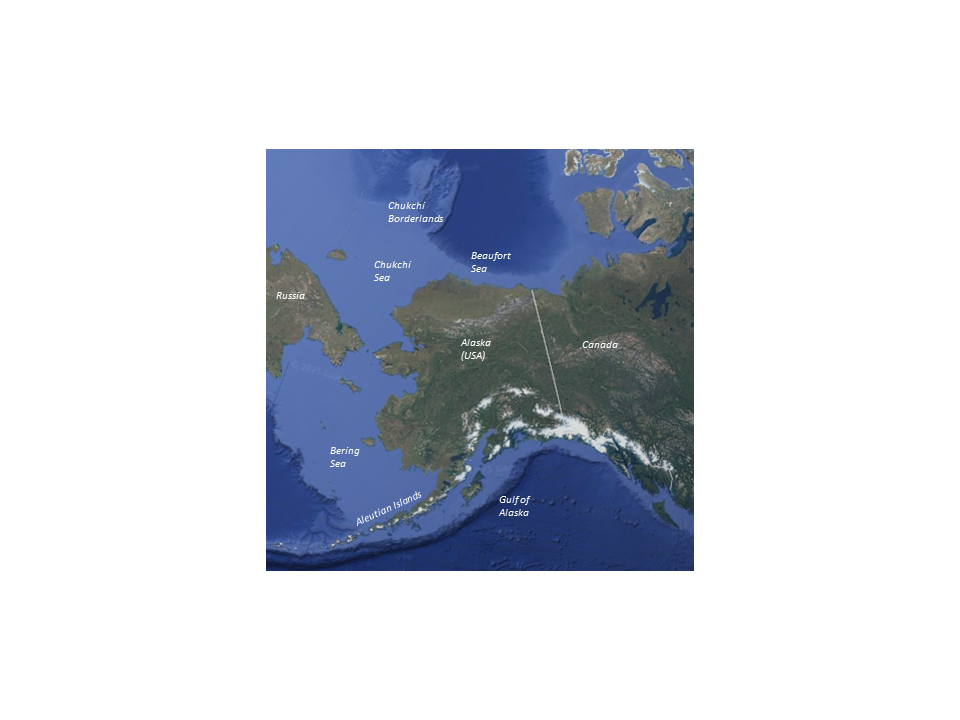 Chukchi
Borderlands
Beaufort
Sea
Chukchi
Sea
Russia
Alaska
(USA)
Canada
Bering
Sea
Aleutian Islands
Gulf of
Alaska